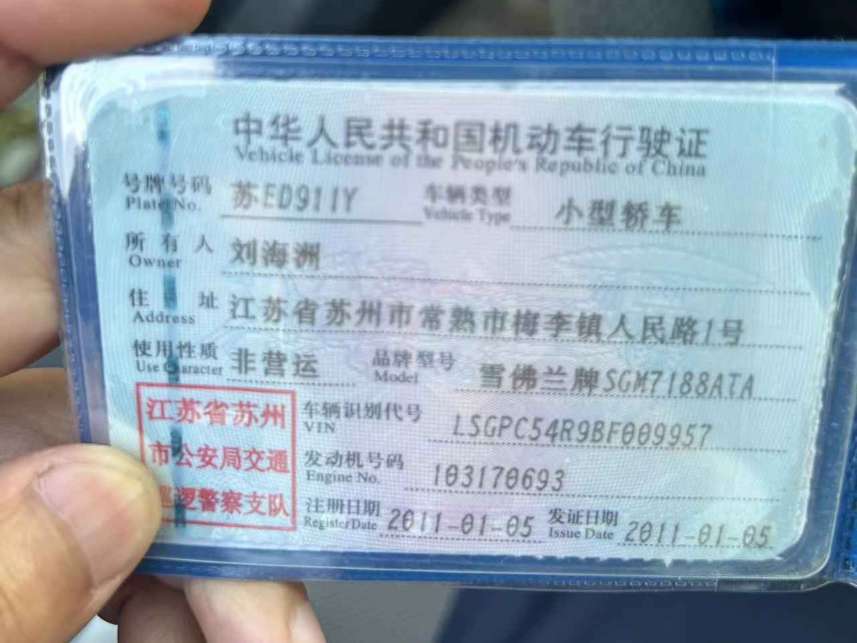 中华人民共和国机动车行驶证
Vehicle License of the People's Republic of China
号牌号码 苏ED911Y 车辆类型 小型轿车
Plate No. Vehicle Type
所有人 刘海洲
Owner
住址 江苏省苏州市常熟市梅李镇人民路1号
Address
使用性质 非营运 品牌型号 雪佛兰牌SGM7188ATA
Use Character Model
江苏省苏州 车辆识别代号 LSGPC54R9BF009957
VIN
市公安局交通 发动机号码 103170693
Engine No.
巡逻警察支队 注册日期 2011-01-05 发证日期 2011-01-05
Register Date Issue Date